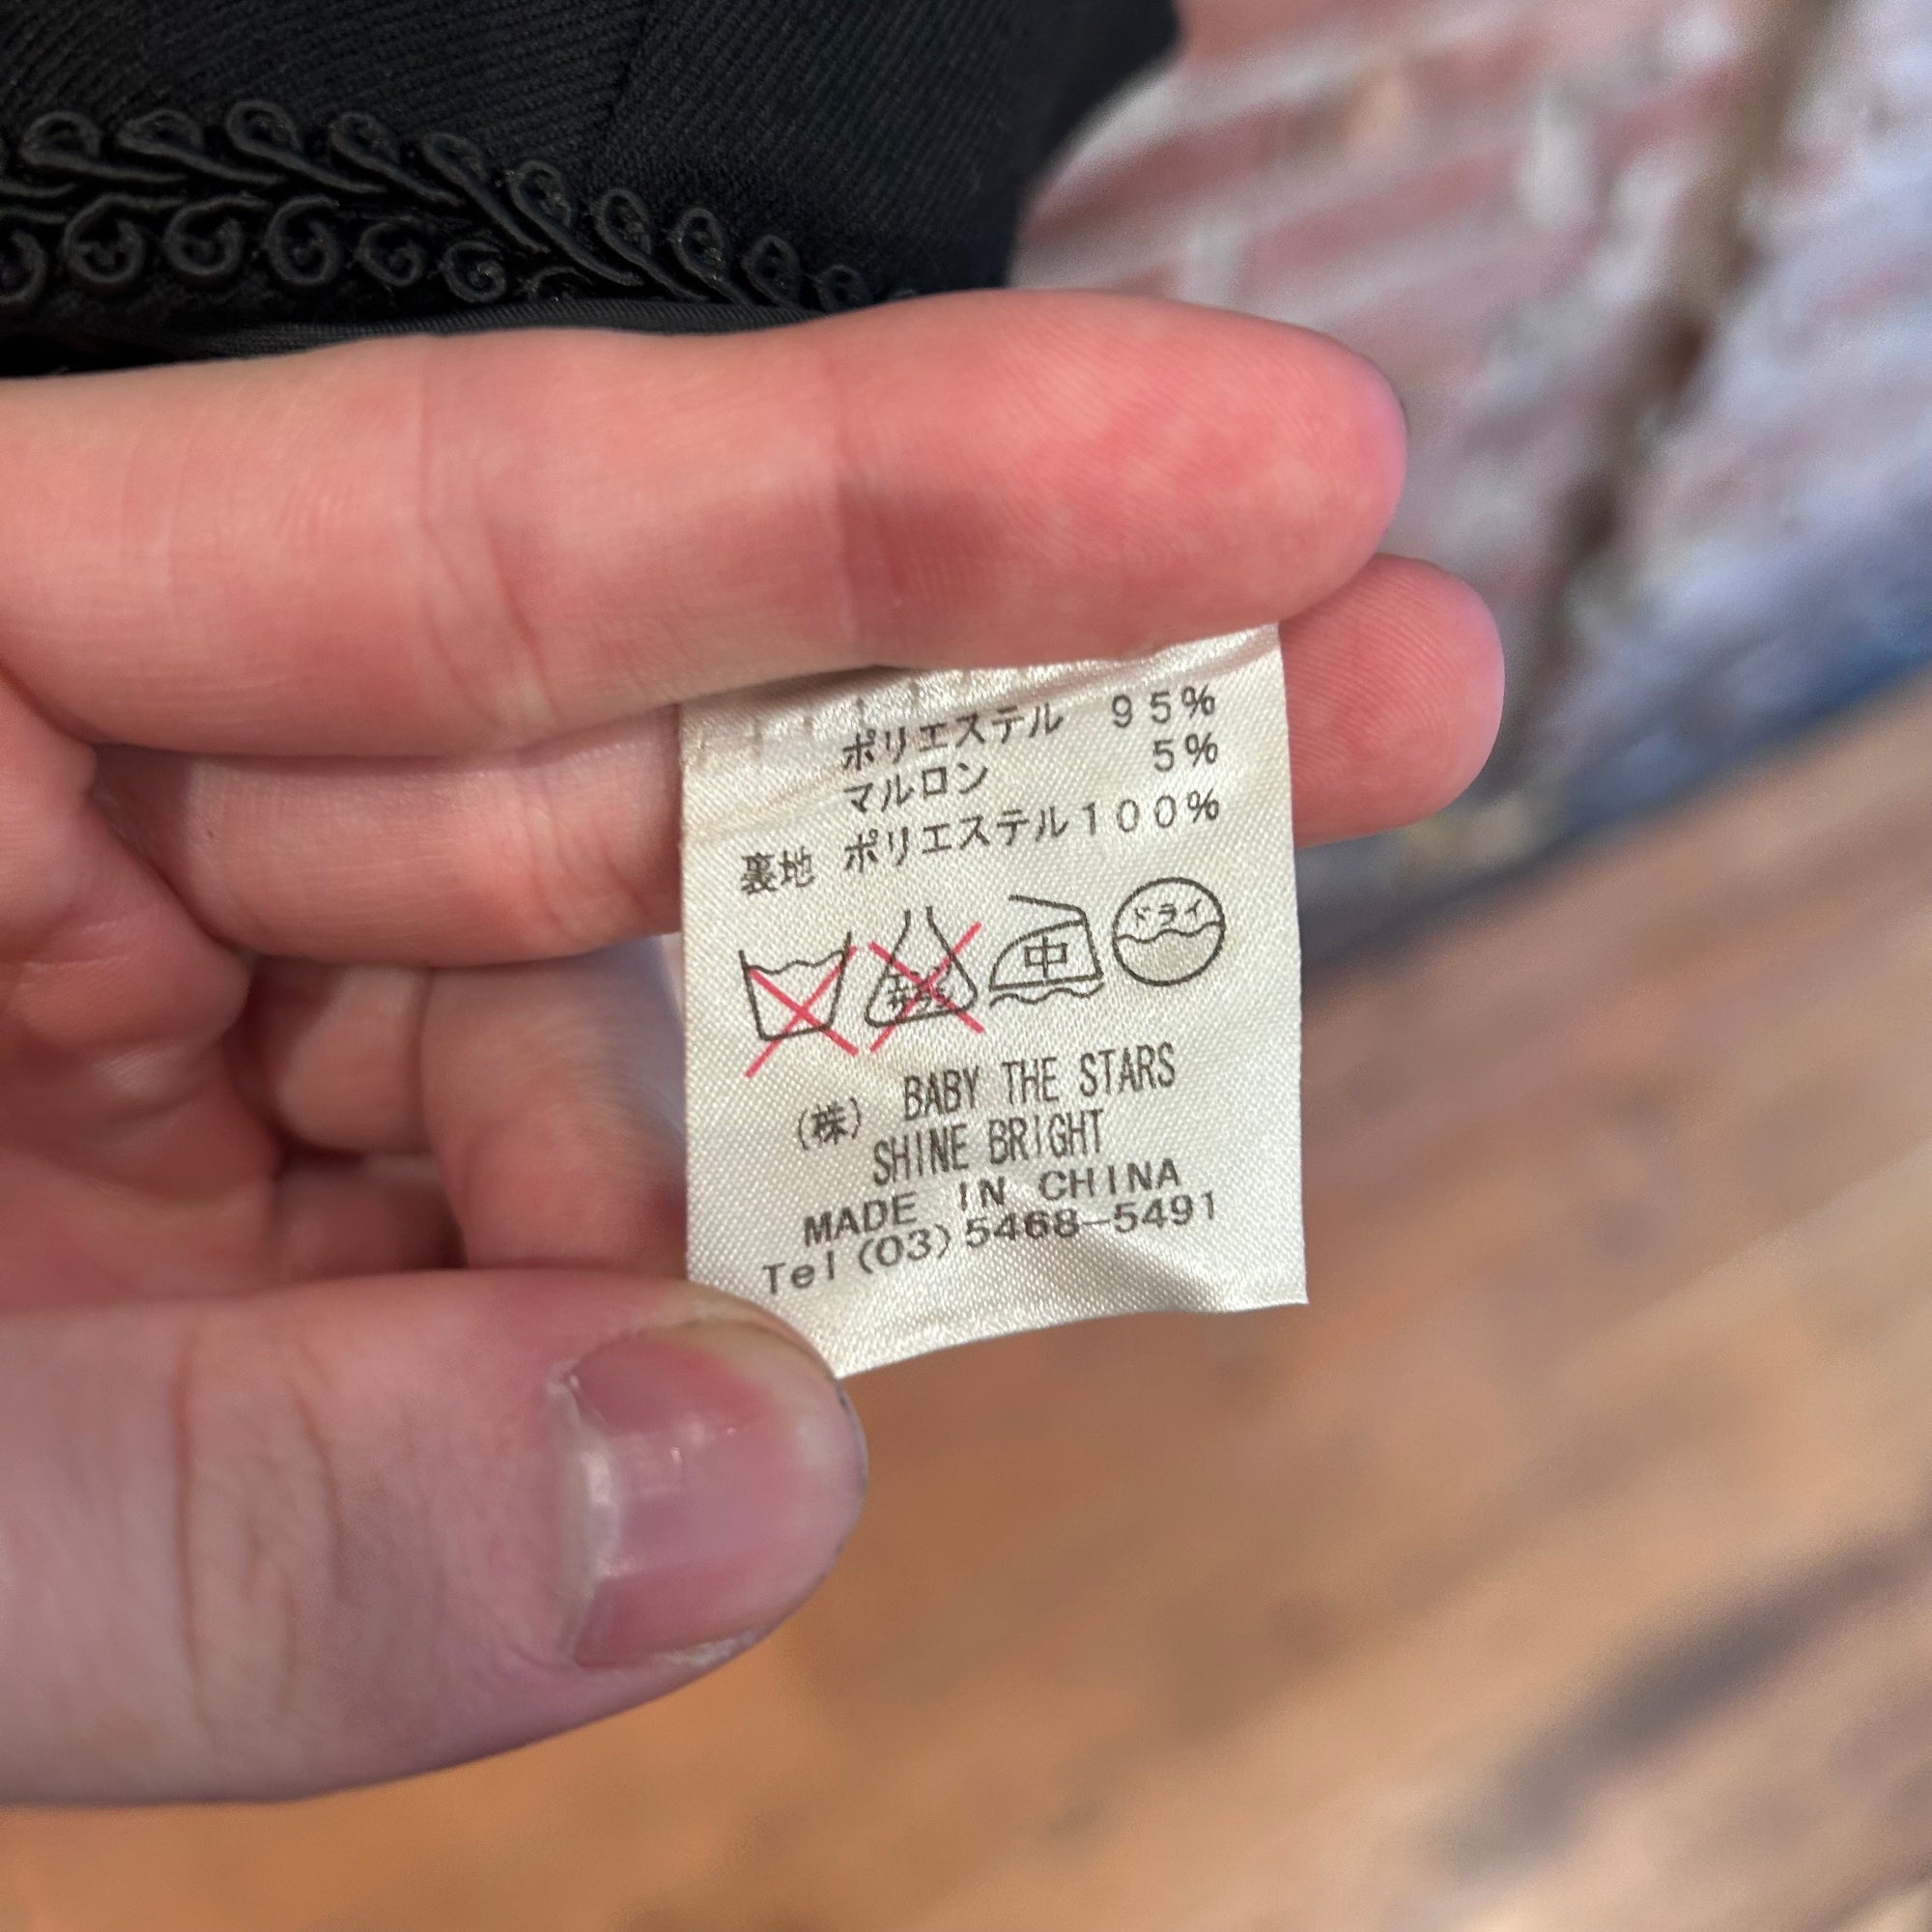 ポリエステル 95%
マルロン 5%
裏地 ポリエステル100%
中 ドライ
(株) BABY THE STARS
SHINE BRIGHT
MADE IN CHINA
Tel (03) 5468-5491